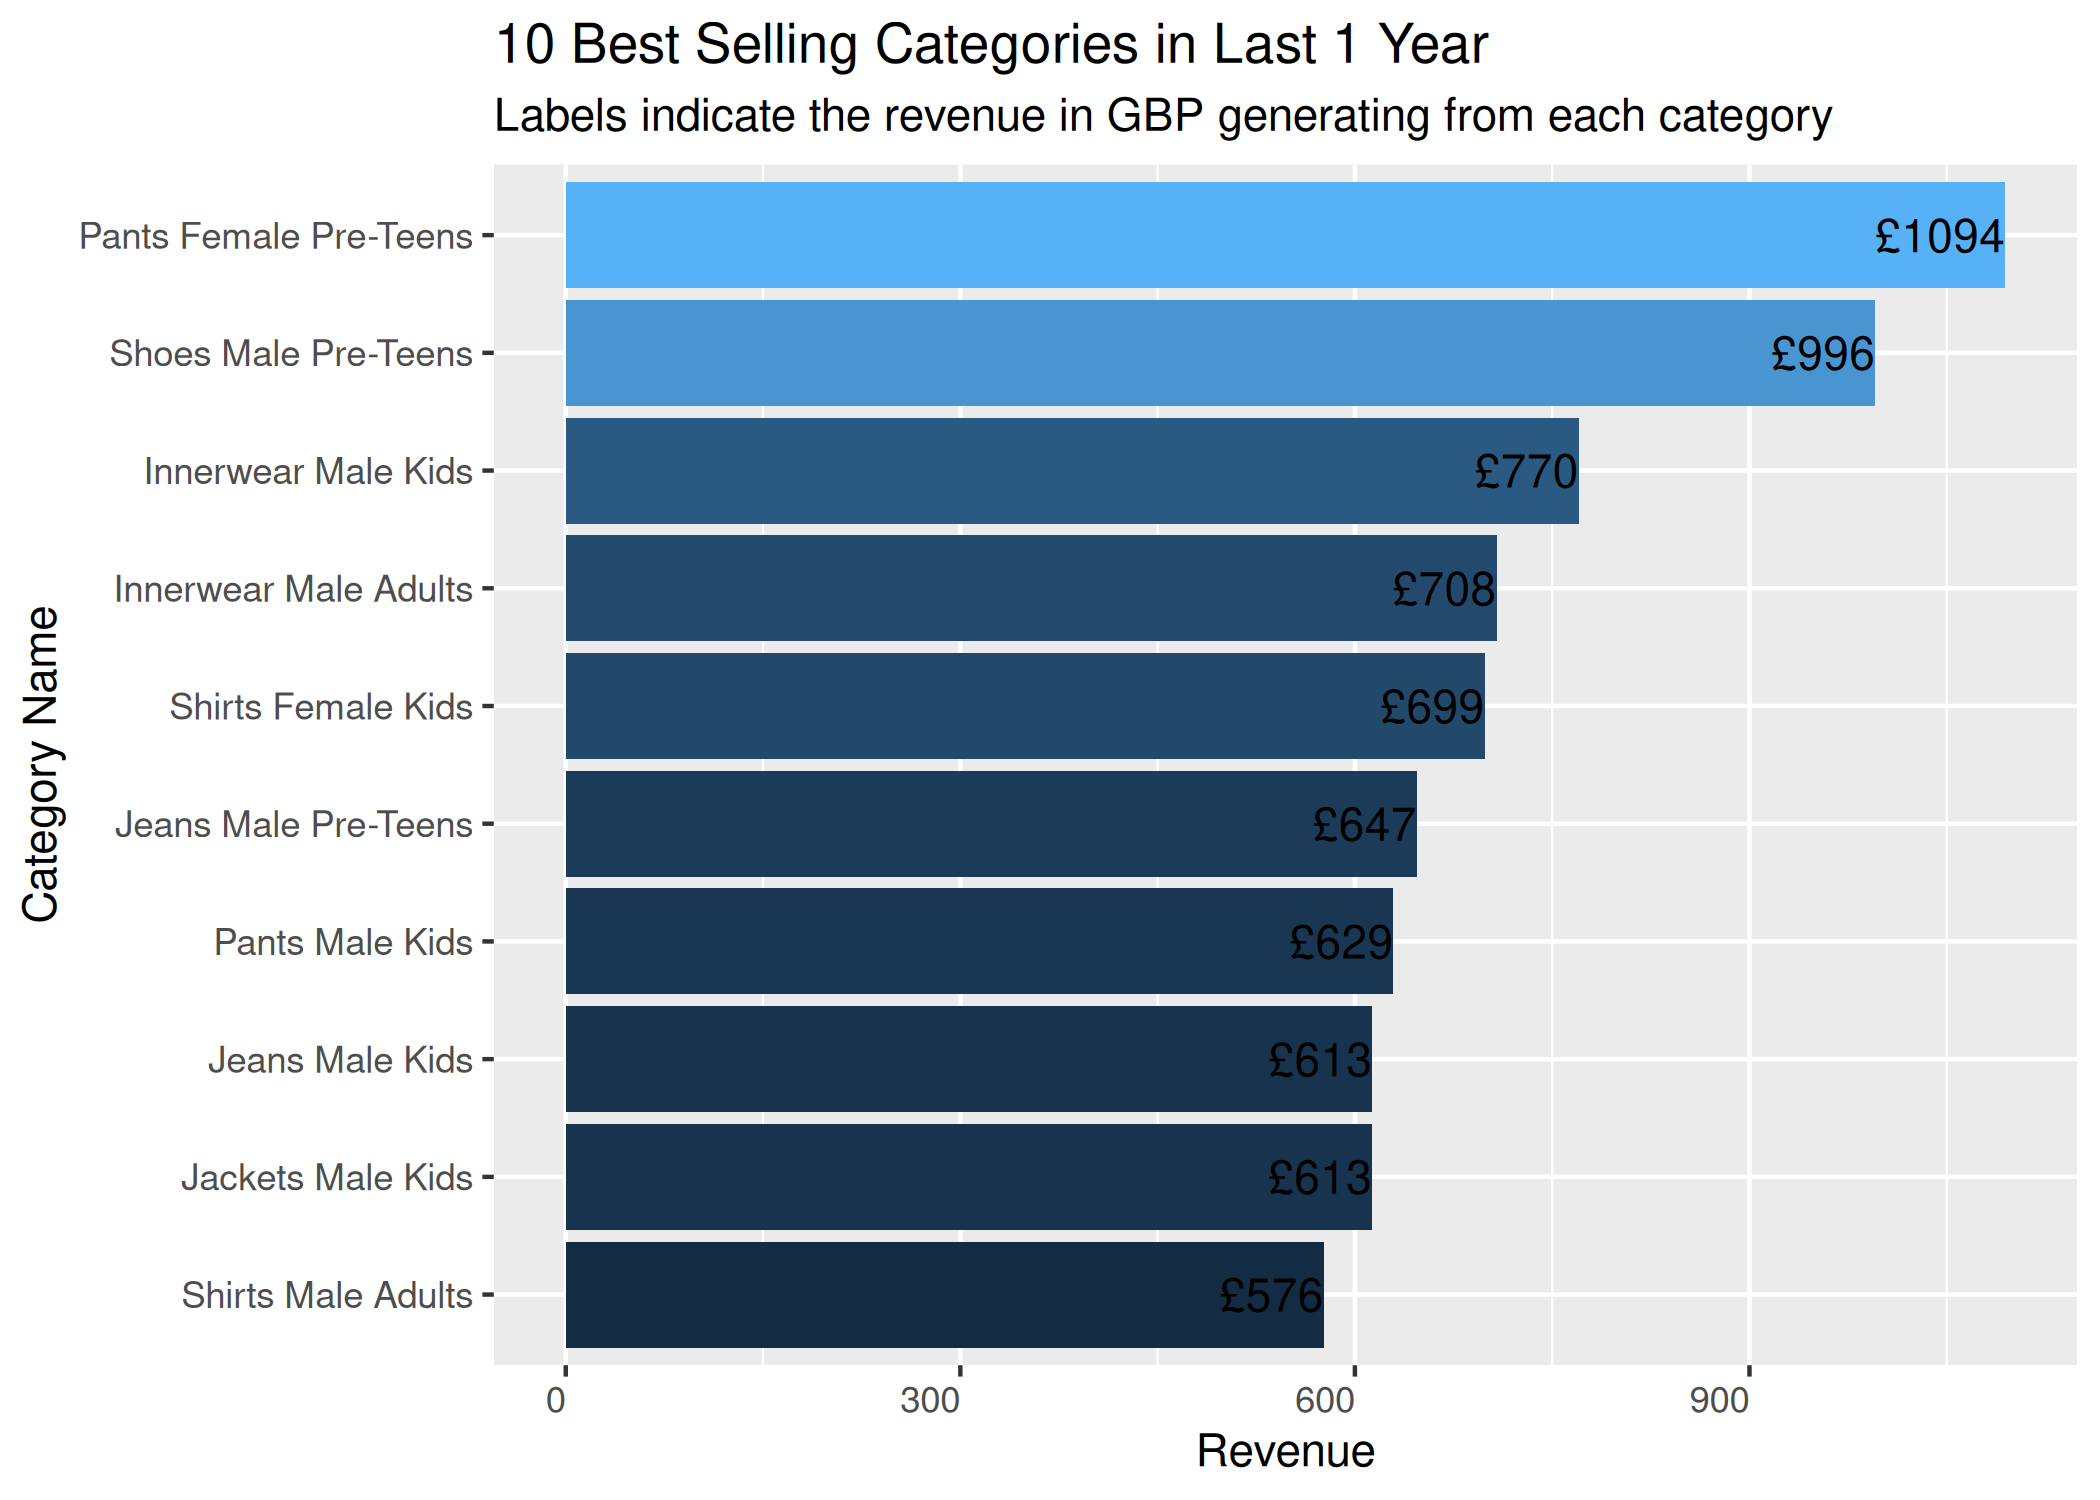 10 Best Selling Categories in Last 1 Year
Labels indicate the revenue in GBP generating from each category
Category Name
Pants Female Pre-Teens £1094
Shoes Male Pre-Teens £996
Innerwear Male Kids £770
Innerwear Male Adults £708
Shirts Female Kids £699
Jeans Male Pre-Teens £647
Pants Male Kids £629
Jeans Male Kids £613
Jackets Male Kids £613
Shirts Male Adults £576
0 300 600 900
Revenue